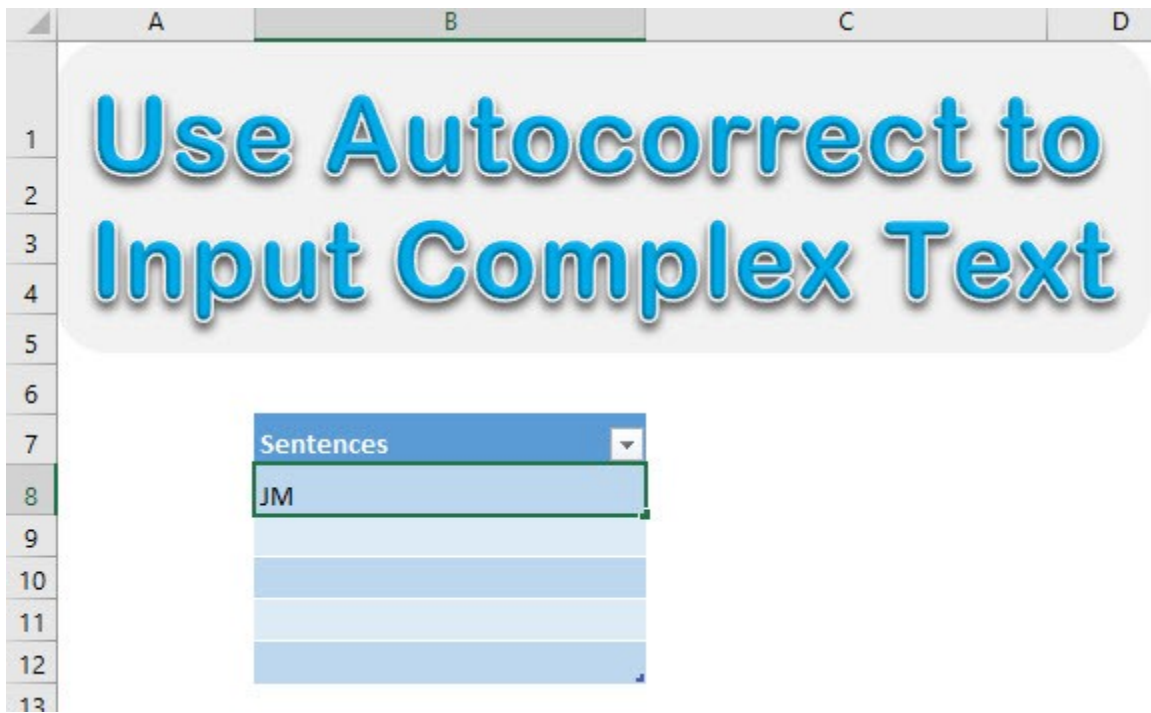 A B C D
1
Use Autocorrect to
2
3
Input Complex Text
4
5
6
7 Sentences
8 JM
9
10
11
12
13